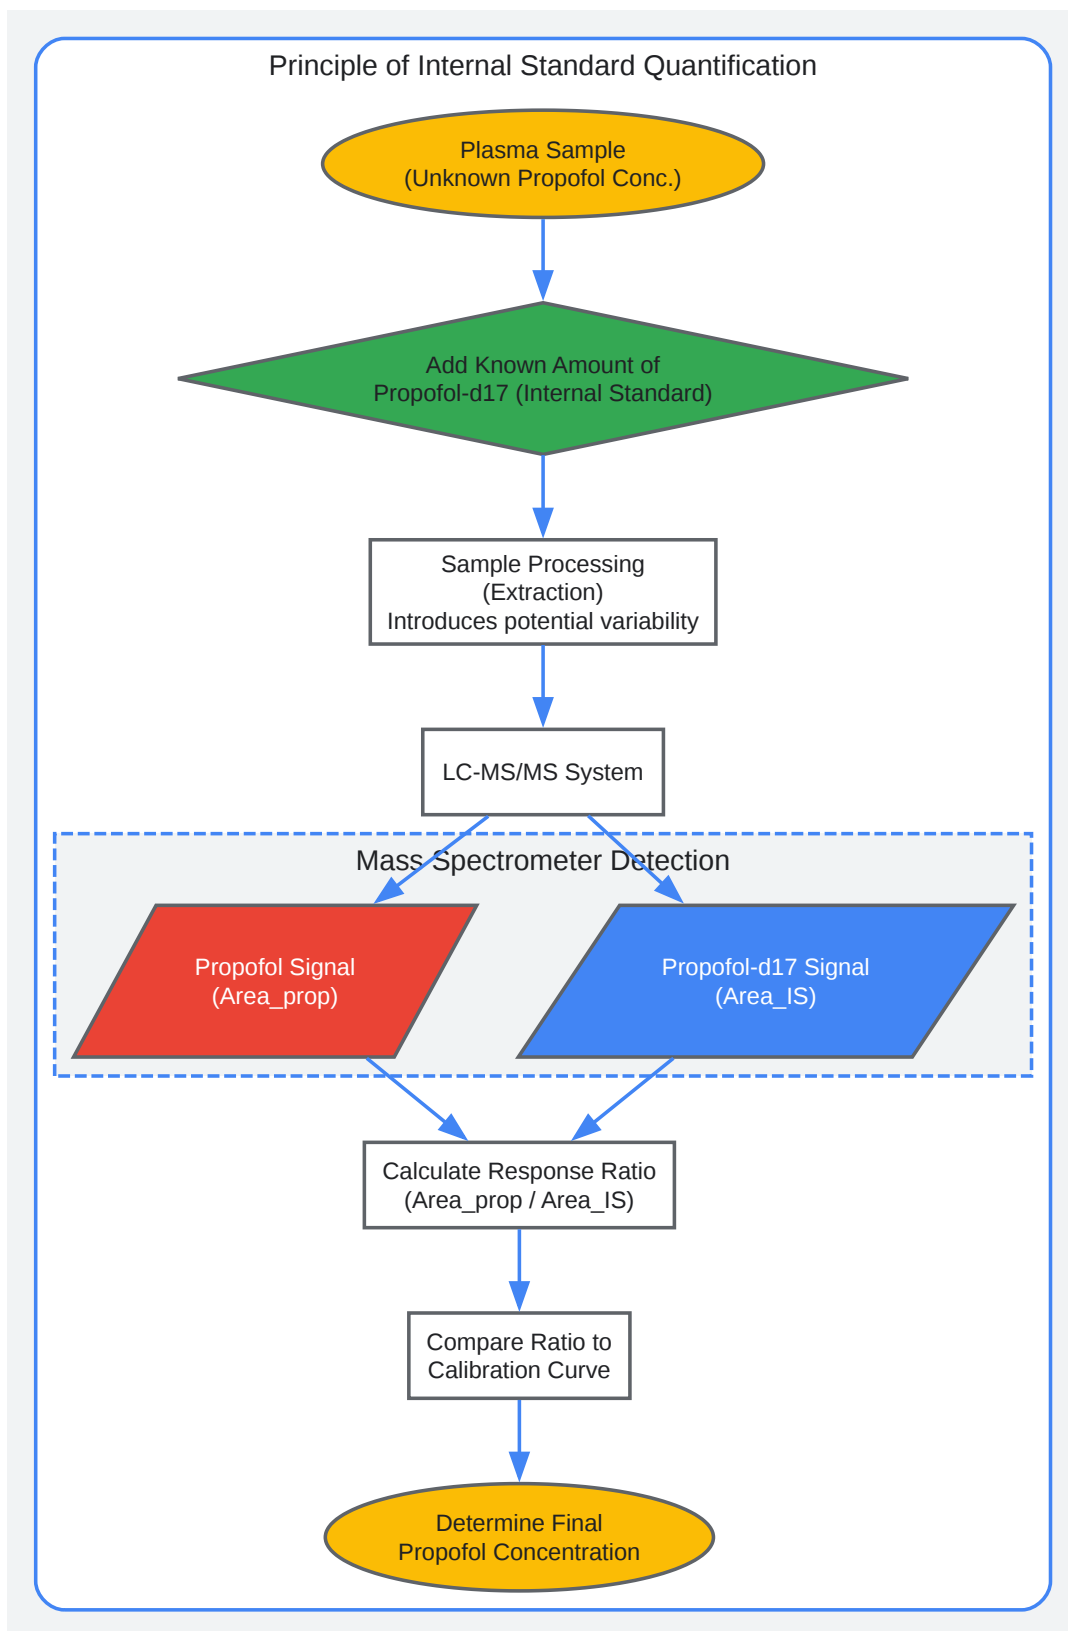 Principle of Internal Standard Quantification
Plasma Sample
(Unknown Propofol Conc.)
Add Known Amount of
Propofol-d17 (Internal Standard)
Sample Processing
(Extraction)
Introduces potential variability
LC-MS/MS System
Mass Spectrometer Detection
Propofol Signal
(Area_prop)
Propofol-d17 Signal
(Area_IS)
Calculate Response Ratio
(Area_prop / Area_IS)
Compare Ratio to
Calibration Curve
Determine Final
Propofol Concentration